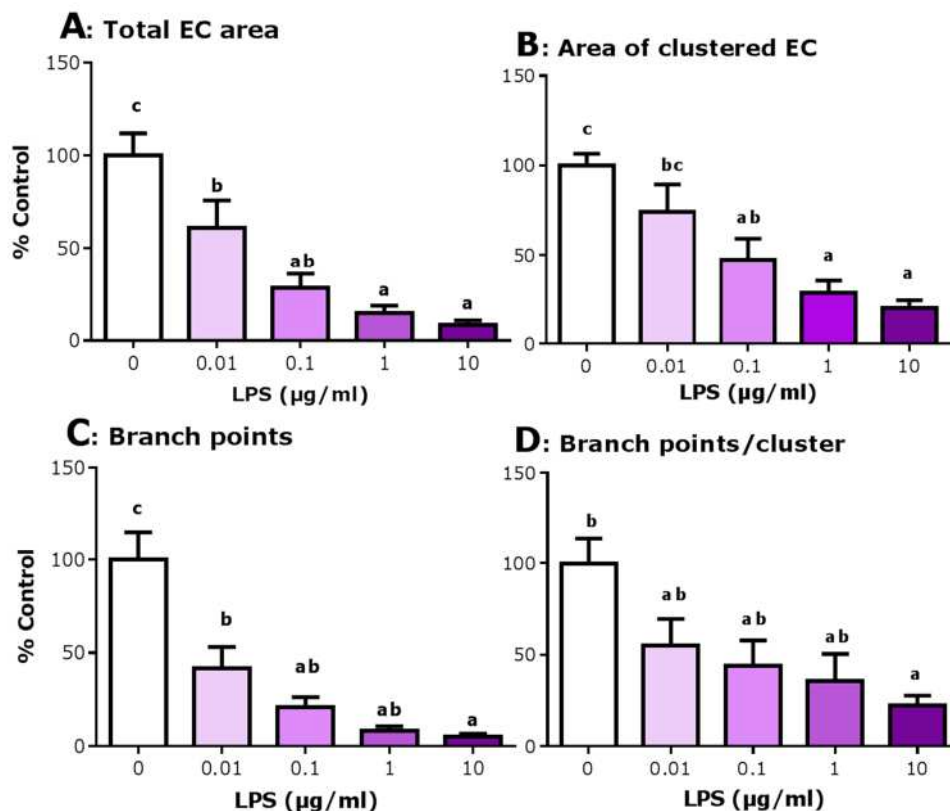 A: Total EC area
150
100
50
0
% Control
c
b
ab
a
a
0 0.01 0.1 1 10
LPS (µg/ml)
B: Area of clustered EC
150
100
50
0
c
bc
ab
a
a
0 0.01 0.1 1 10
LPS (µg/ml)
C: Branch points
150
100
50
0
% Control
c
b
ab
ab
a
0 0.01 0.1 1 10
LPS (µg/ml)
D: Branch points/cluster
150
100
50
0
b
ab
ab
ab
a
0 0.01 0.1 1 10
LPS (µg/ml)